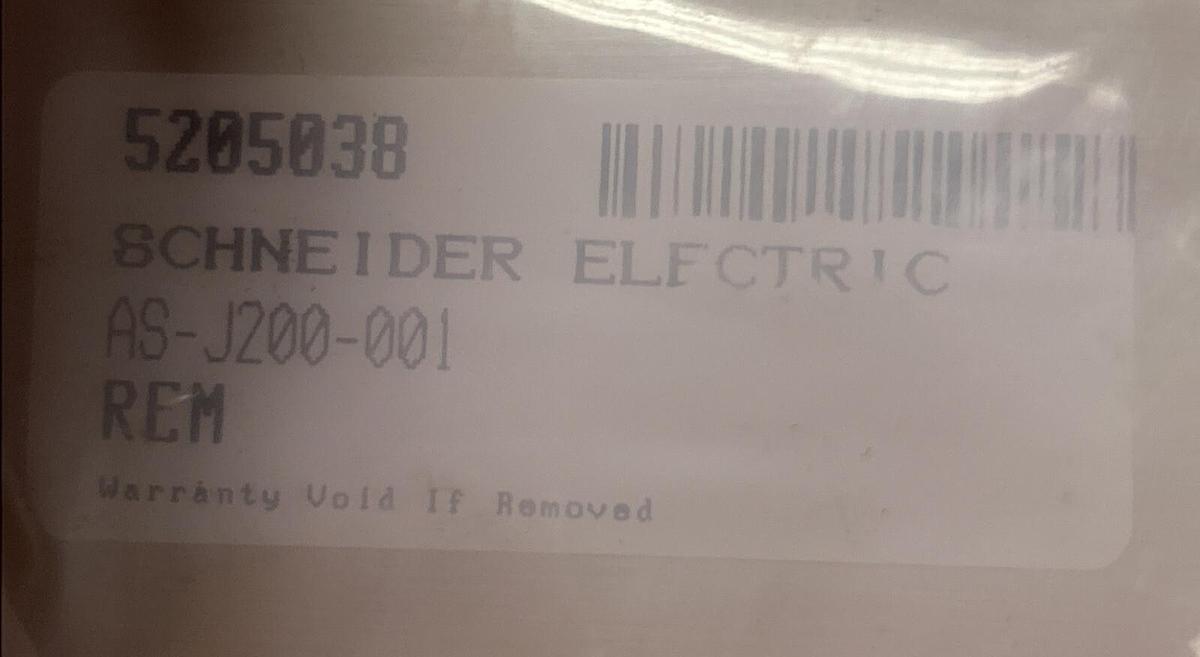 5205038
SCHNEIDER ELECTRIC
AS-J200-001
REM
Warranty Void If Removed